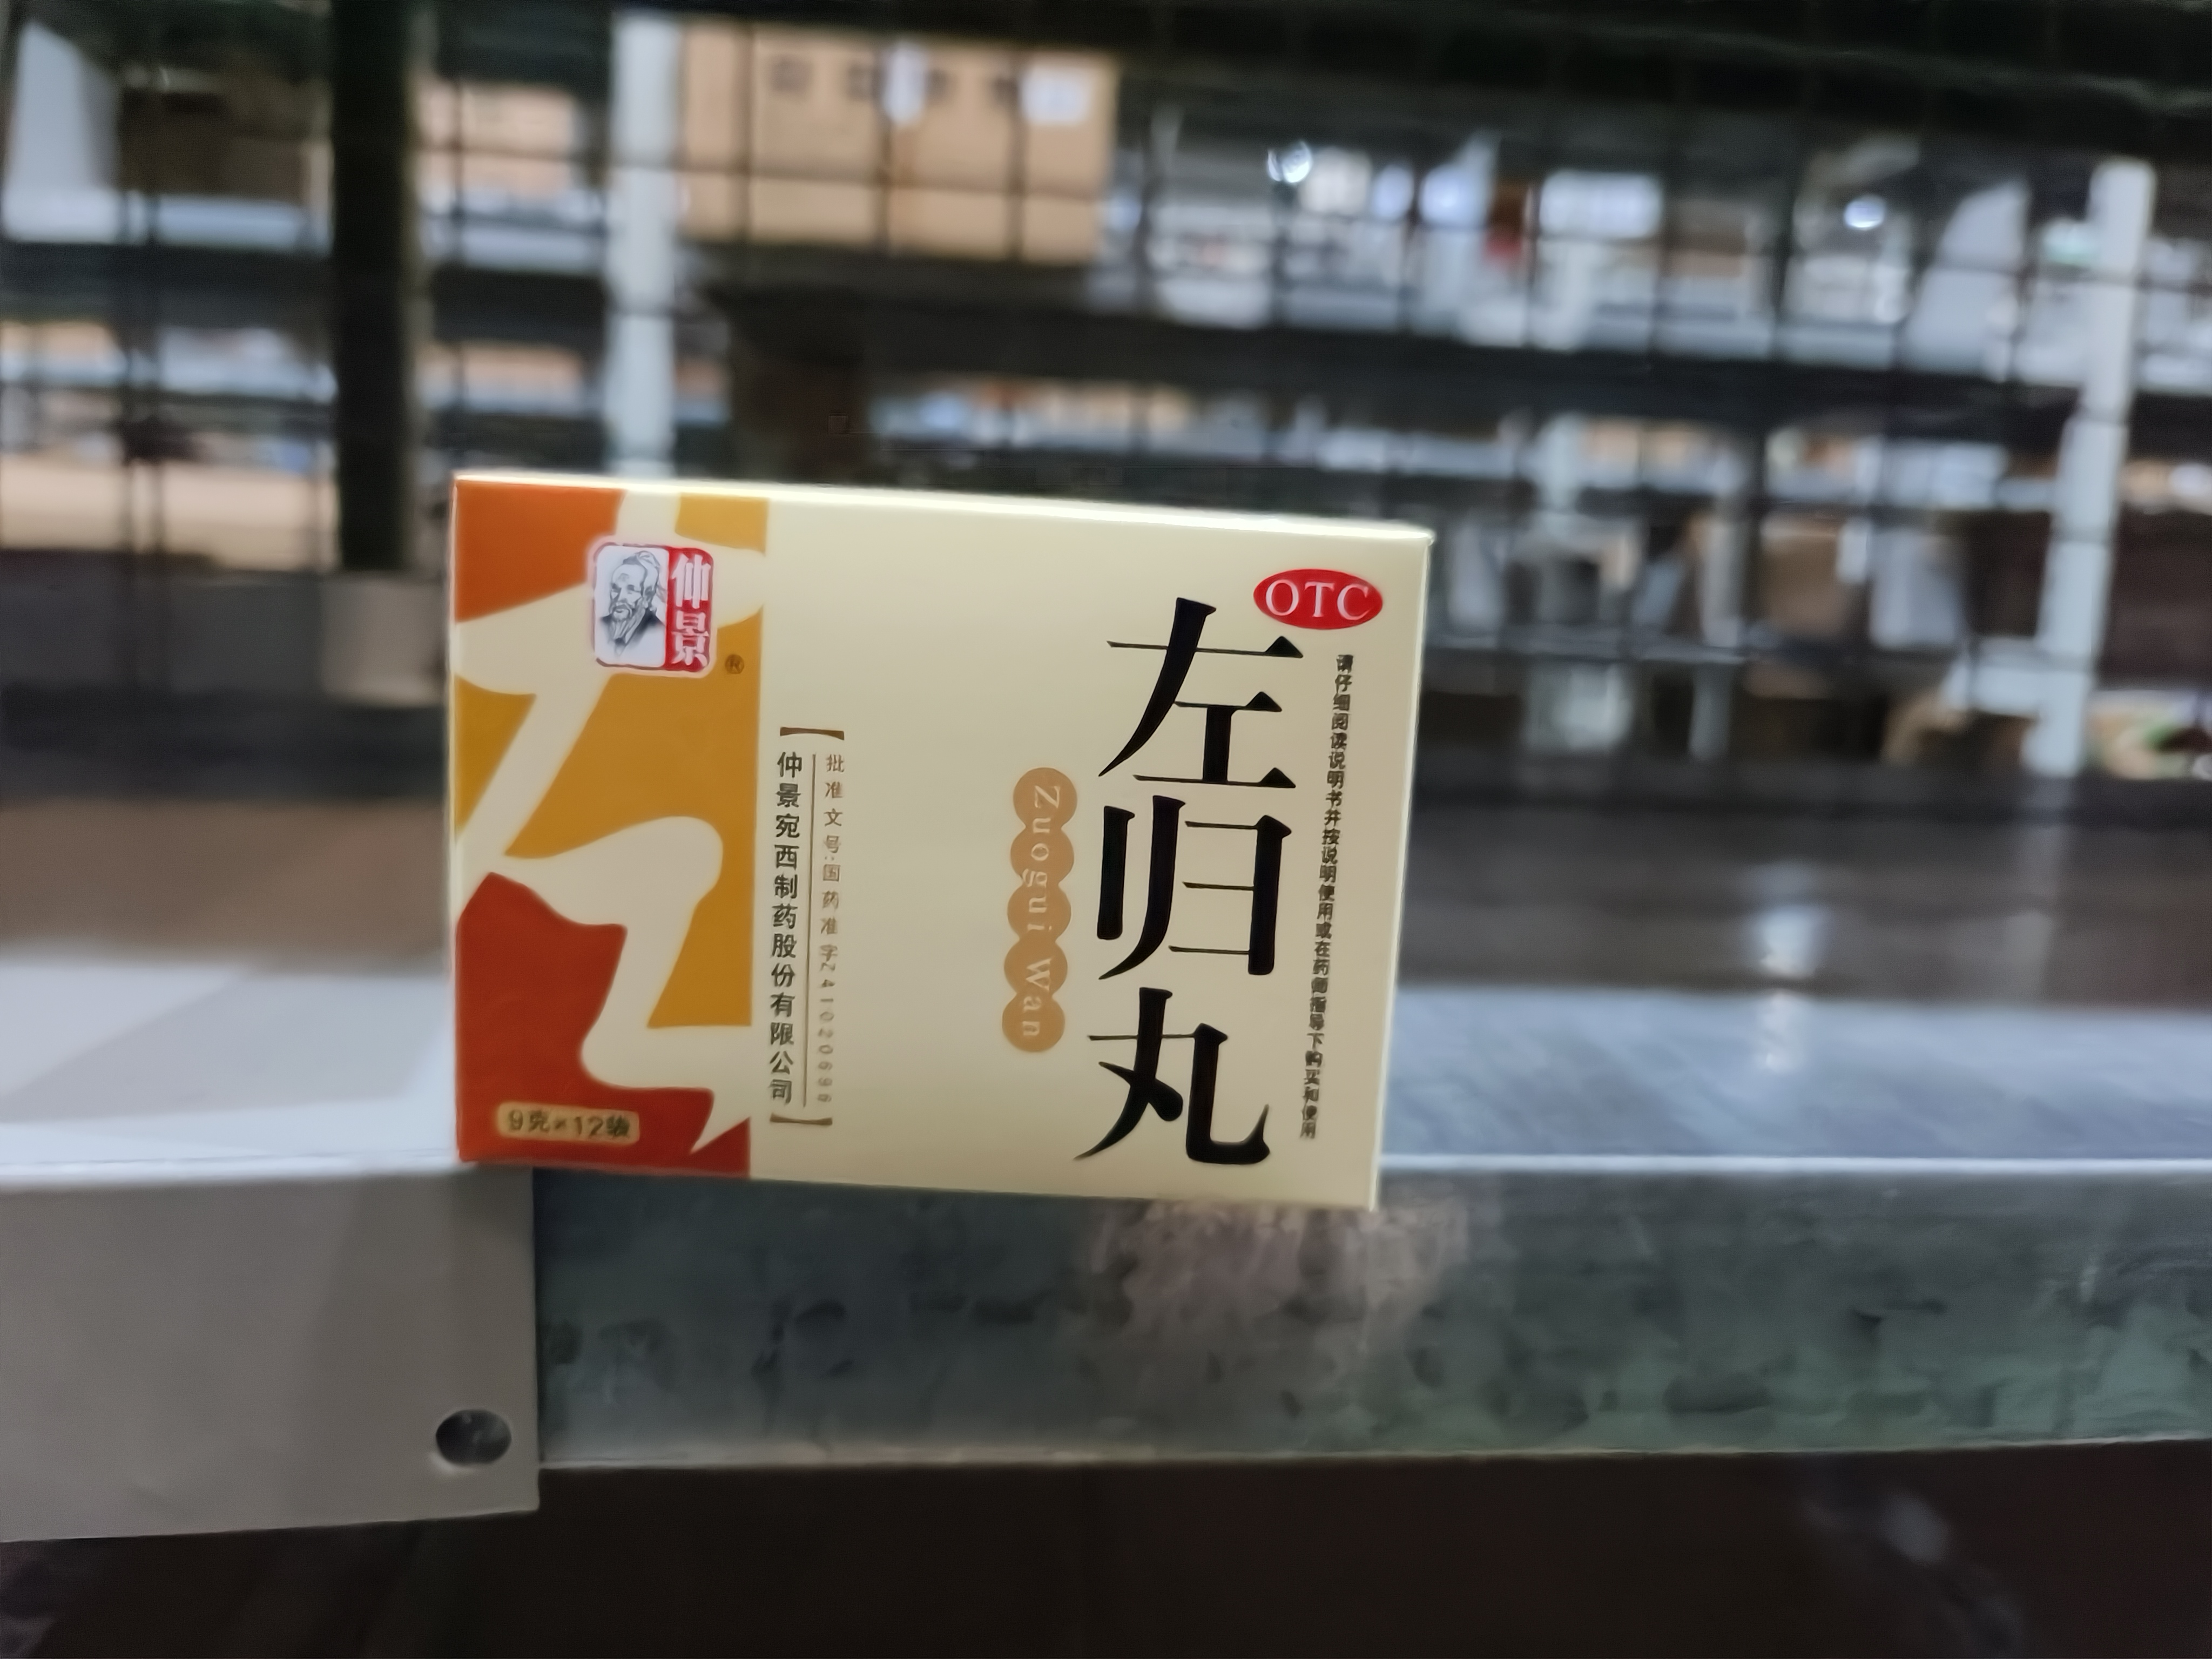 仲景
®
OTC
请仔细阅读说明书并按说明使用或在药师指导下购买和使用
左归丸
Zuogui Wan
批准文号:国药准字Z41020696
仲景宛西制药股份有限公司
9克×12袋